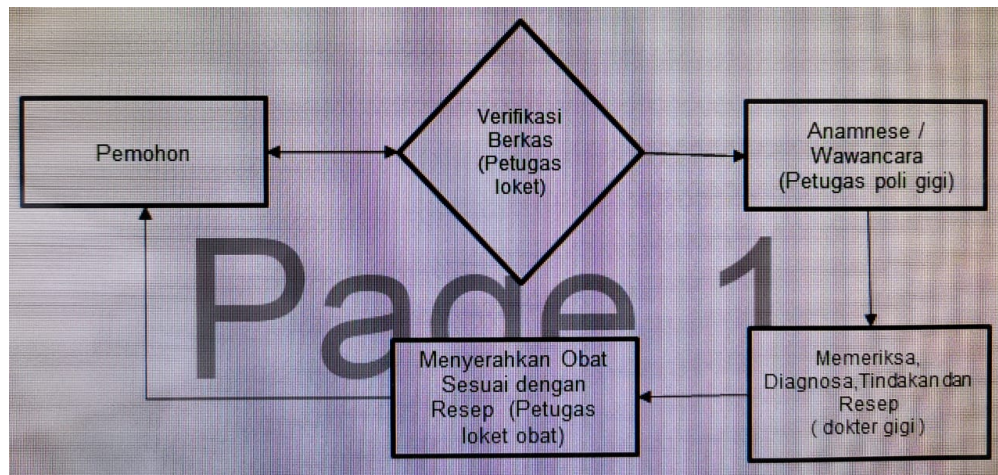 Pemohon
Verifikasi
Berkas
(Petugas
loket)
Anamnese /
Wawancara
(Petugas poli gigi)
Page 1
Menyerahkan Obat
Sesuai dengan
Resep (Petugas
loket obat)
Memeriksa,
Diagnosa,Tindakan dan
Resep
( dokter gigi )